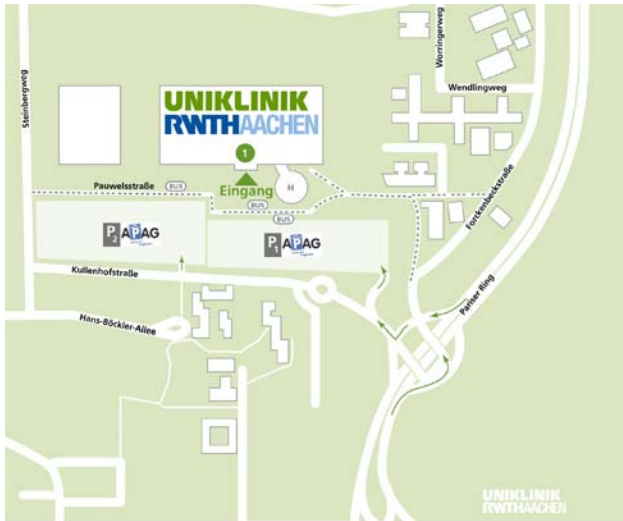 Steinbergweg
Worringerweg
Wendlingweg
UNIKLINIK
RWTHAACHEN
1
Eingang
H
Pauwelsstraße
BUS
BUS
BUS
P2 APAG
P1 APAG
Forckenbeckstraße
Kullenhofstraße
Pariser Ring
Hans-Böckler-Allee
UNIKLINIK
RWTHAACHEN